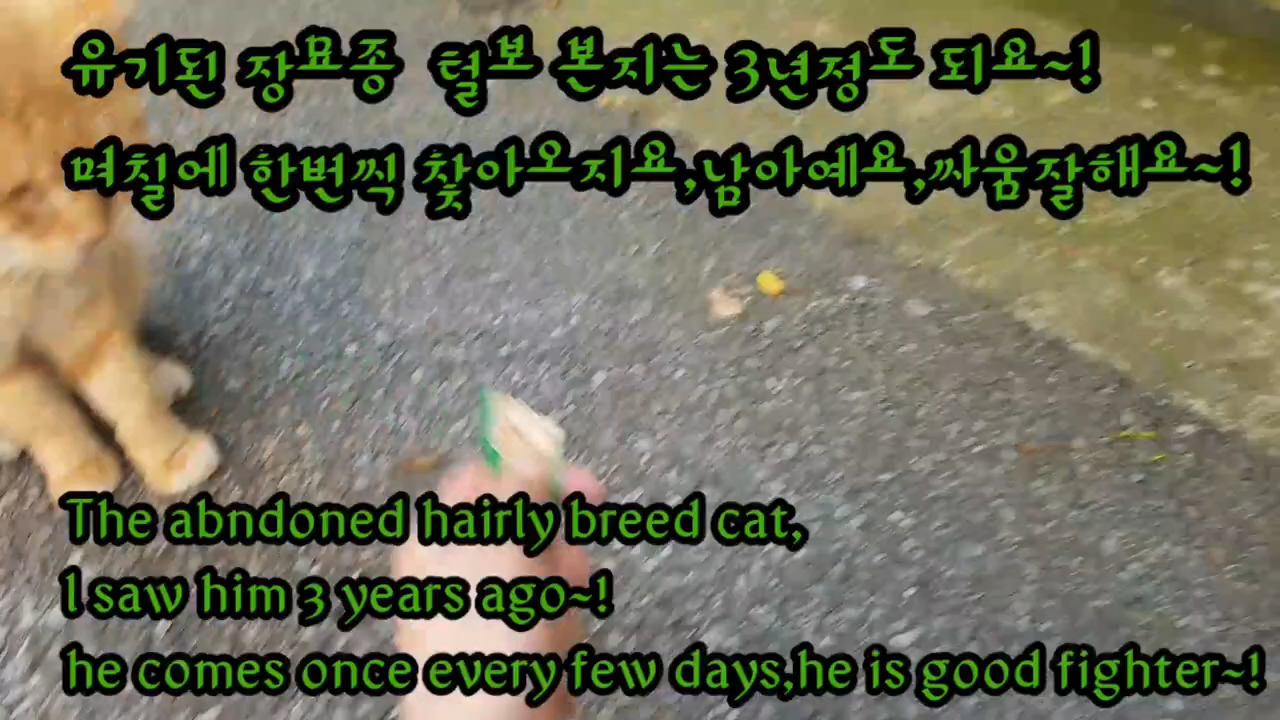 유기된 장묘종 털보 본지는 3년정도 되요~!
며칠에 한번씩 찾아오지요,남아예요,싸움잘해요~!
The abndoned hairly breed cat,
l saw him 3 years ago~!
he comes once every few days,he is good fighter~!